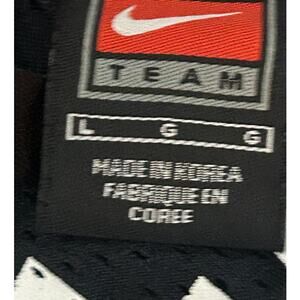 TEAM
L G G
MADE IN KOREA
FABRIQUE EN
COREE